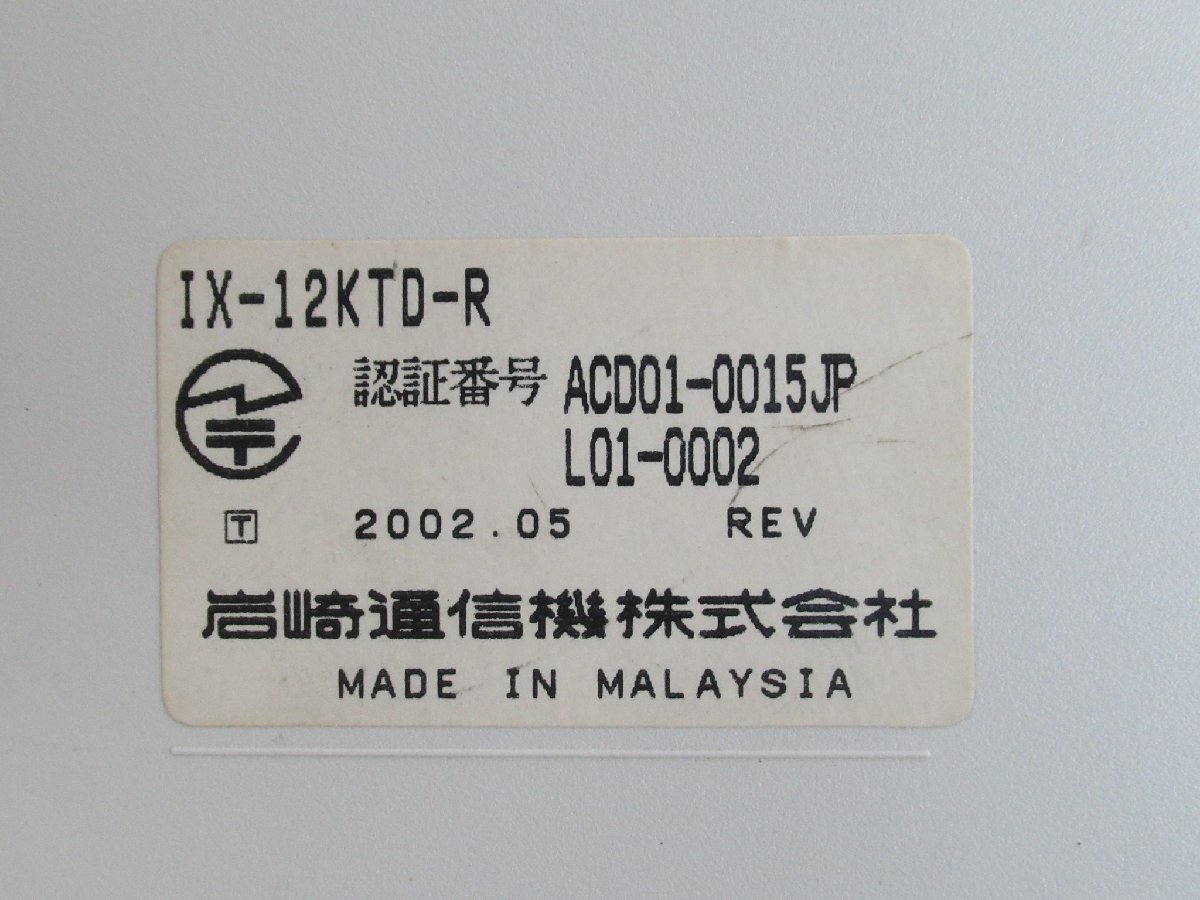 IX-12KTD-R
認証番号 ACD01-0015JP
L01-0002
T 2002.05 REV
岩崎通信機株式会社
MADE IN MALAYSIA